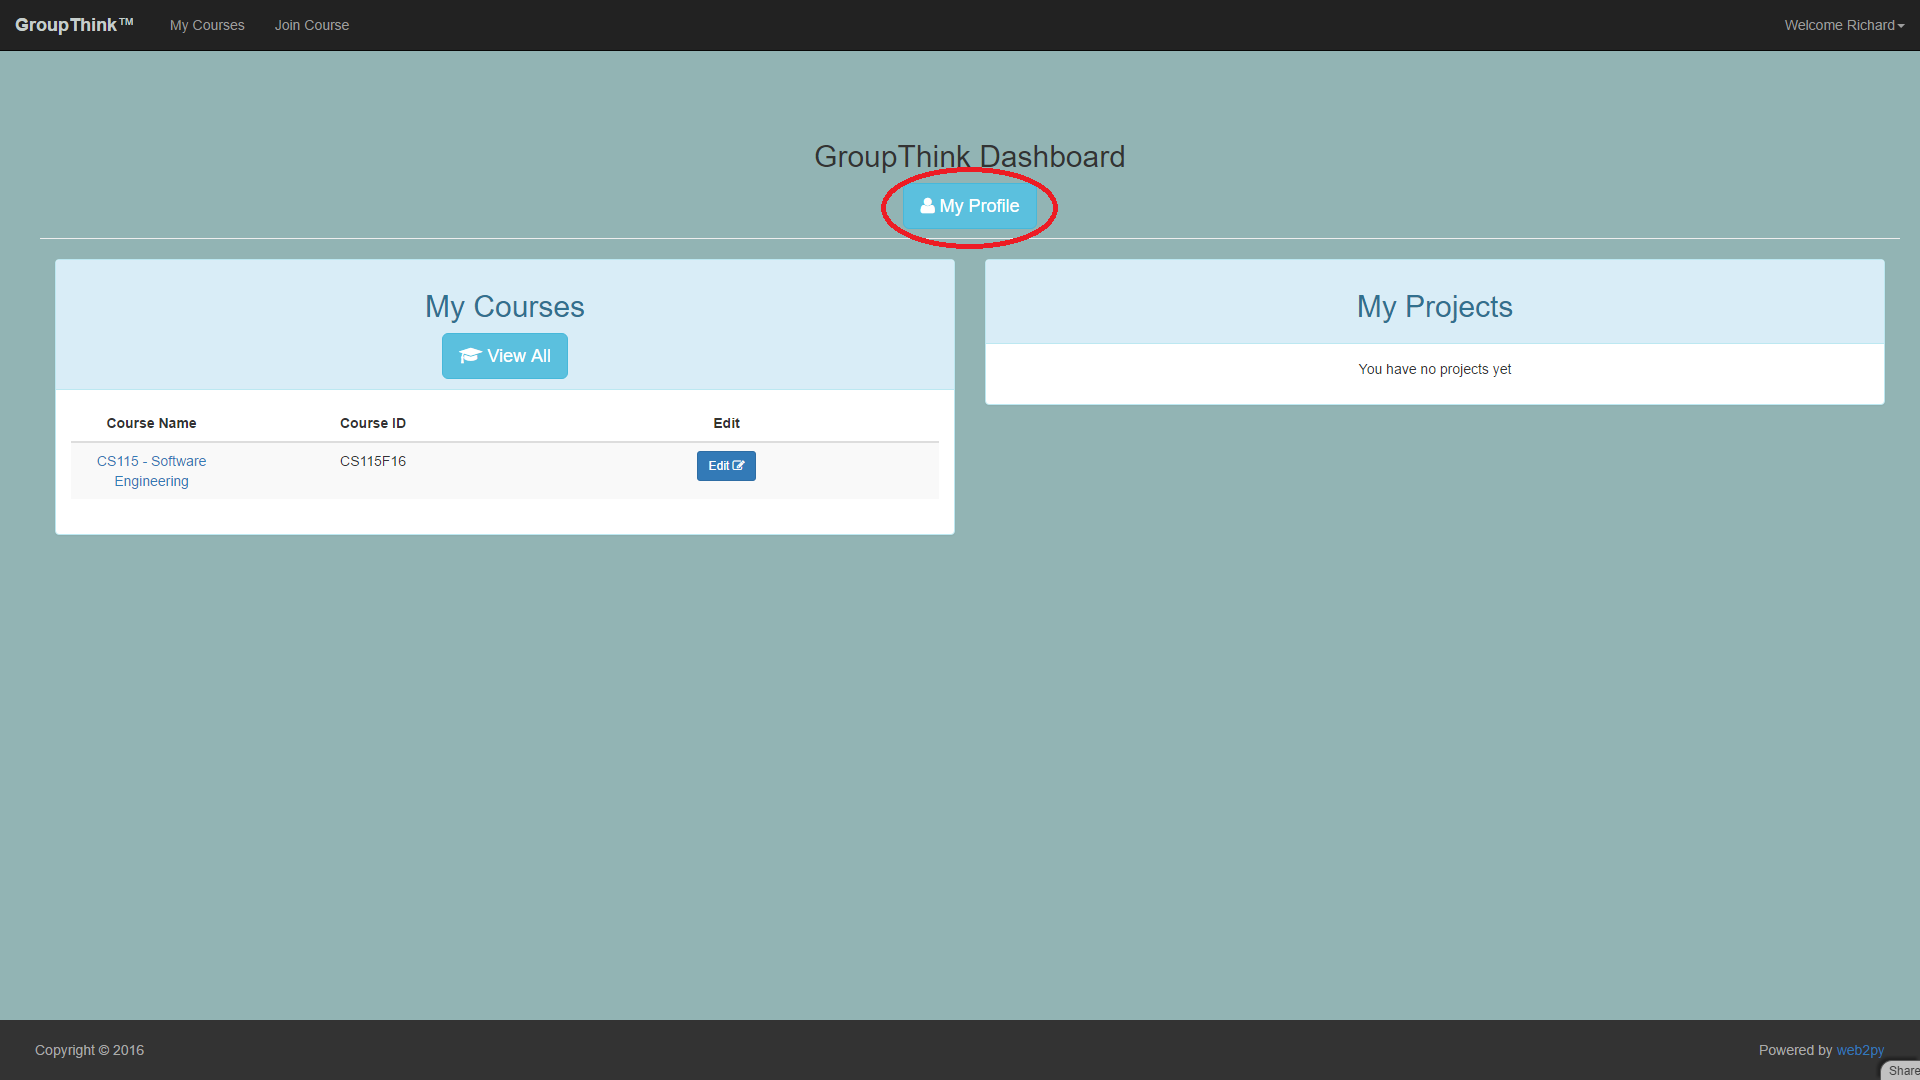 GroupThink™ My Courses Join Course Welcome Richard
GroupThink Dashboard
My Profile
My Courses
View All
Course Name Course ID Edit
CS115 - Software
Engineering
CS115F16
Edit
My Projects
You have no projects yet
Copyright © 2016
Powered by web2py
Share